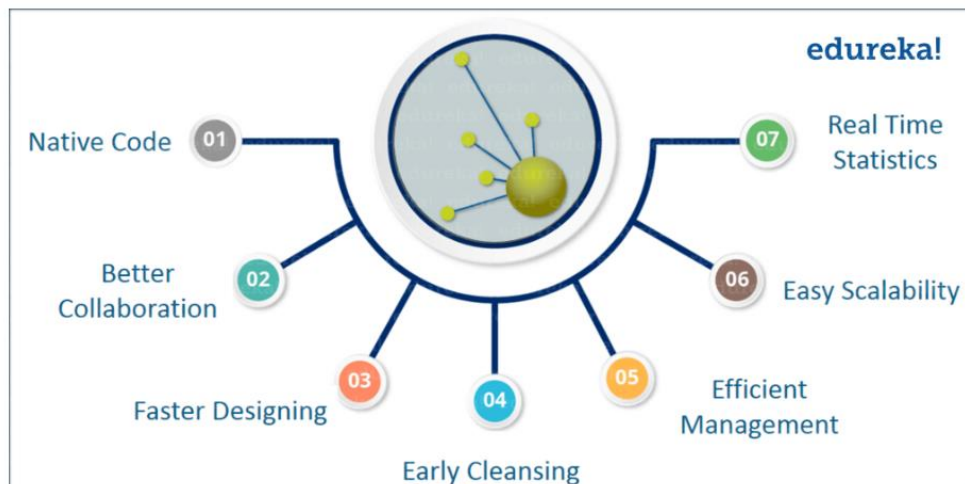 edureka!
01
Native Code
02
Better
Collaboration
03
Faster Designing
04
Early Cleansing
05
Efficient
Management
06
Easy Scalability
07
Real Time
Statistics